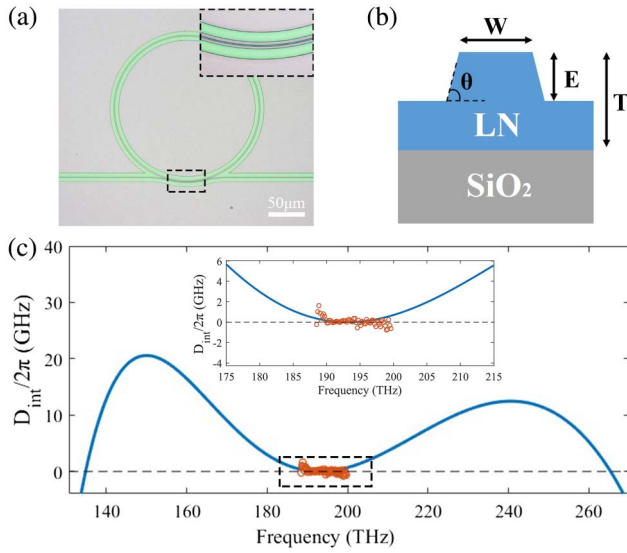 (a)
50μm
(b)
W
θ
E
T
LN
SiO₂
(c)
D_int/2π (GHz)
40
30
20
10
0
140
160
180
200
220
240
260
Frequency (THz)
D_int/2π (GHz)
6
4
2
0
-2
-4
175
180
185
190
195
200
205
210
215
Frequency (THz)